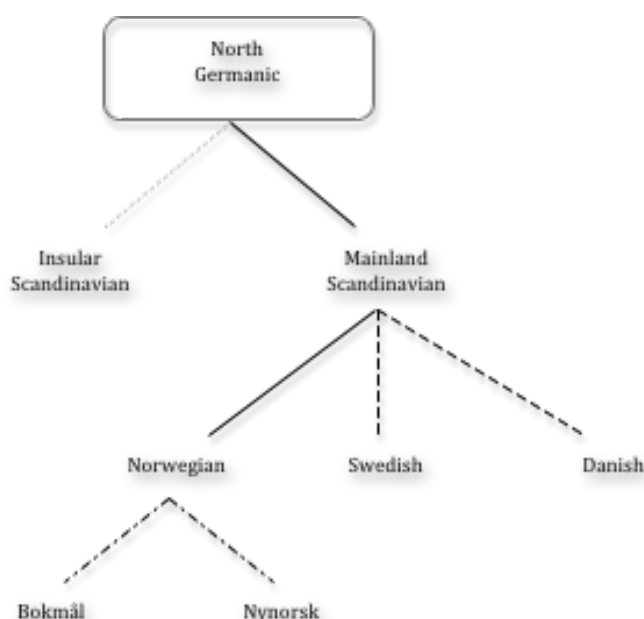 North
Germanic
Insular
Scandinavian
Mainland
Scandinavian
Norwegian
Swedish
Danish
Bokmål
Nynorsk